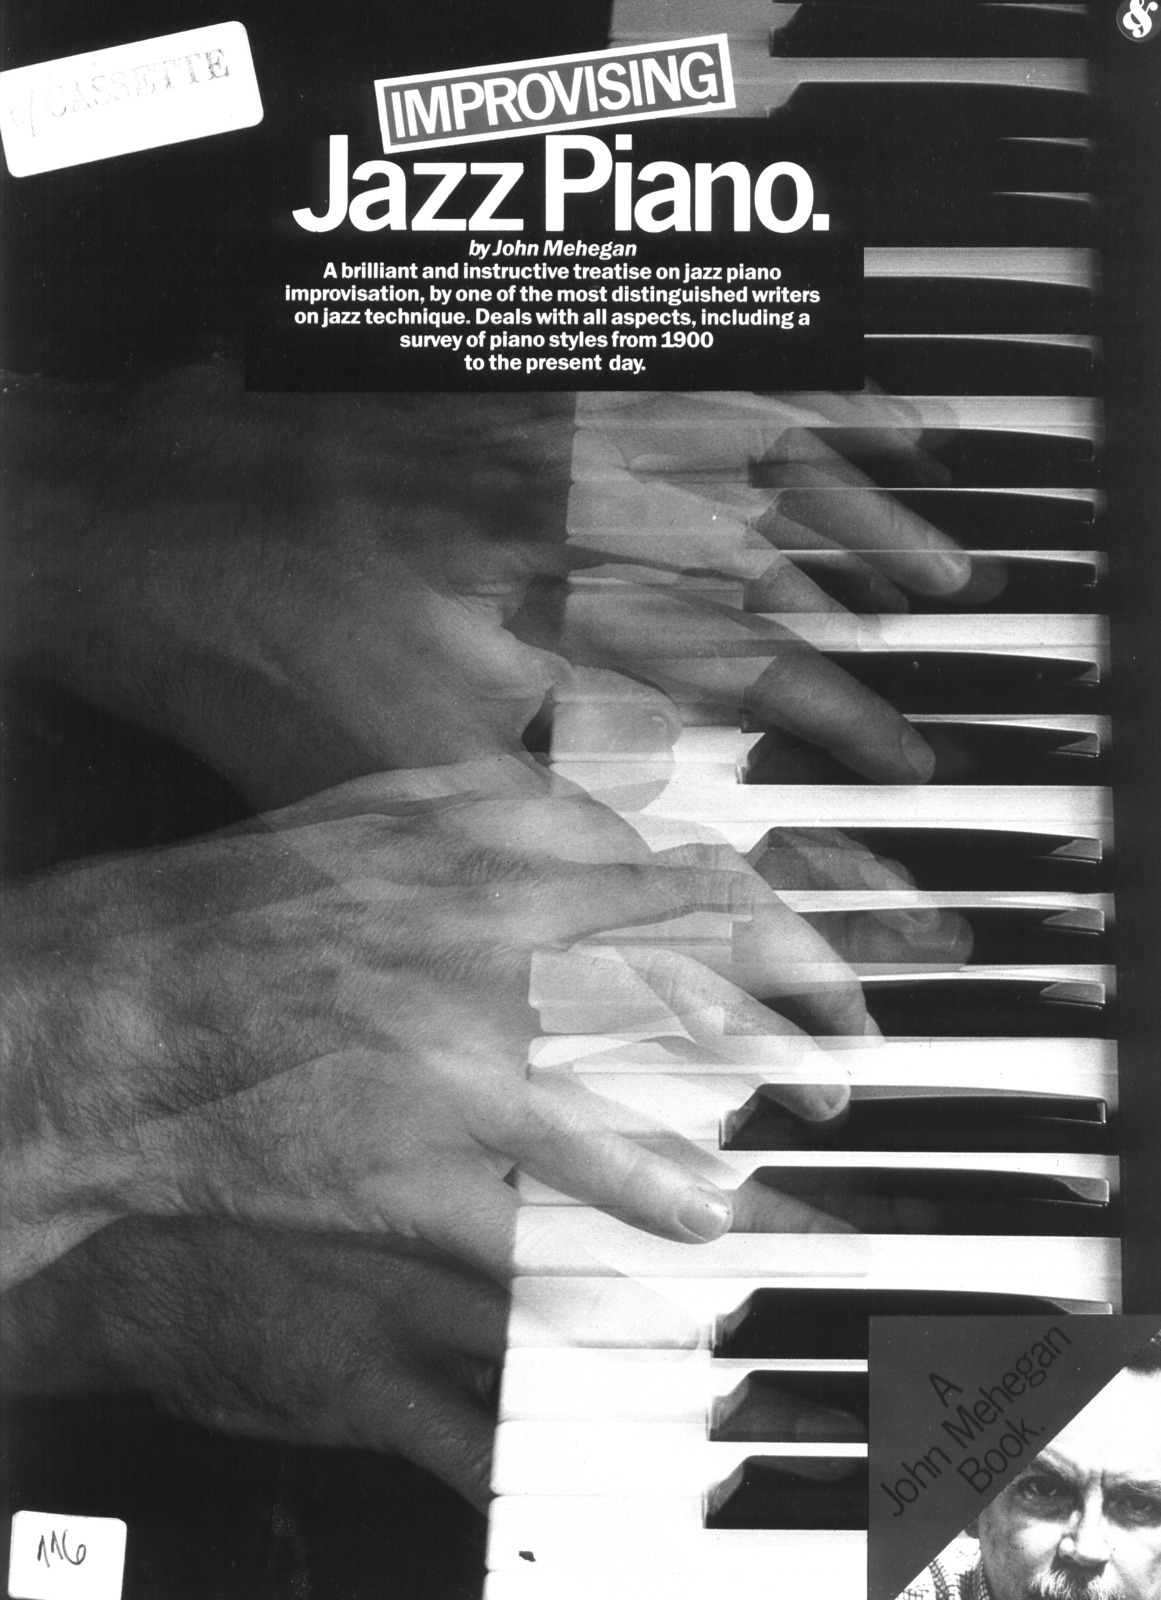 w/CASSETTE
&
IMPROVISING
Jazz Piano.
by John Mehegan
A brilliant and instructive treatise on jazz piano
improvisation, by one of the most distinguished writers
on jazz technique. Deals with all aspects, including a
survey of piano styles from 1900
to the present day.
A
John Mehegan
Book.
116